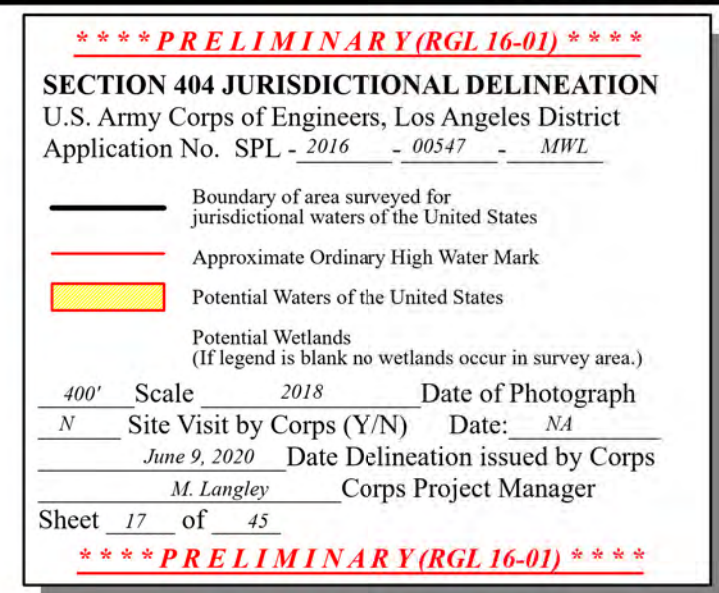 * * * * P R E L I M I N A R Y (RGL 16-01) * * * *
SECTION 404 JURISDICTIONAL DELINEATION
U.S. Army Corps of Engineers, Los Angeles District
Application No. SPL - 2016 - 00547 - MWL
Boundary of area surveyed for
jurisdictional waters of the United States
Approximate Ordinary High Water Mark
Potential Waters of the United States
Potential Wetlands
(If legend is blank no wetlands occur in survey area.)
400' Scale 2018 Date of Photograph
N Site Visit by Corps (Y/N) Date: NA
June 9, 2020 Date Delineation issued by Corps
M. Langley Corps Project Manager
Sheet 17 of 45
* * * * P R E L I M I N A R Y (RGL 16-01) * * * *